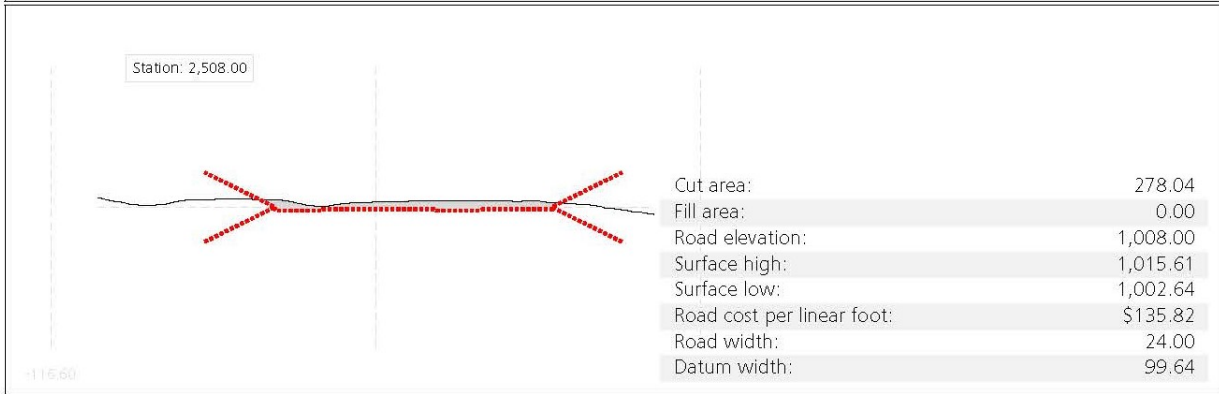 Station: 2,508.00
Cut area: 278.04
Fill area: 0.00
Road elevation: 1,008.00
Surface high: 1,015.61
Surface low: 1,002.64
Road cost per linear foot: $135.82
Road width: 24.00
Datum width: 99.64
-116.60